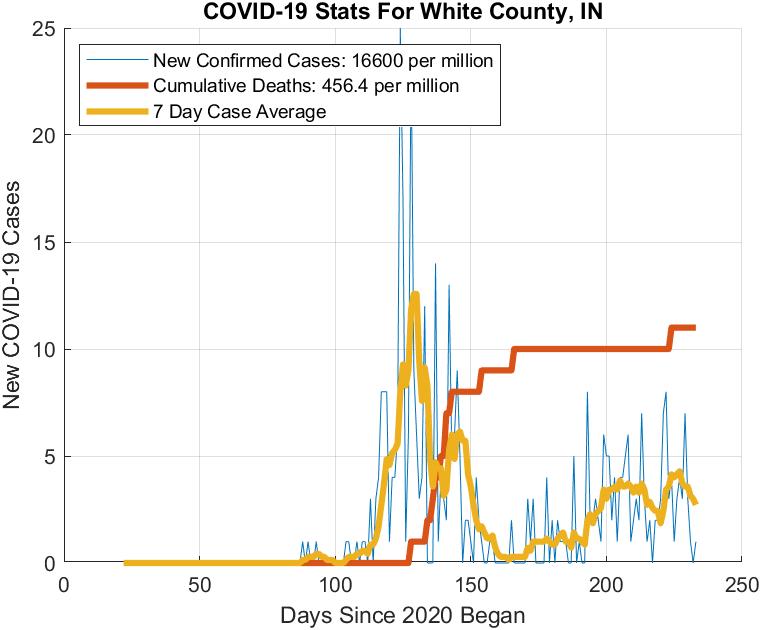 COVID-19 Stats For White County, IN
New Confirmed Cases: 16600 per million
Cumulative Deaths: 456.4 per million
7 Day Case Average
New COVID-19 Cases
25
20
15
10
5
0
0 50 100 150 200 250
Days Since 2020 Began